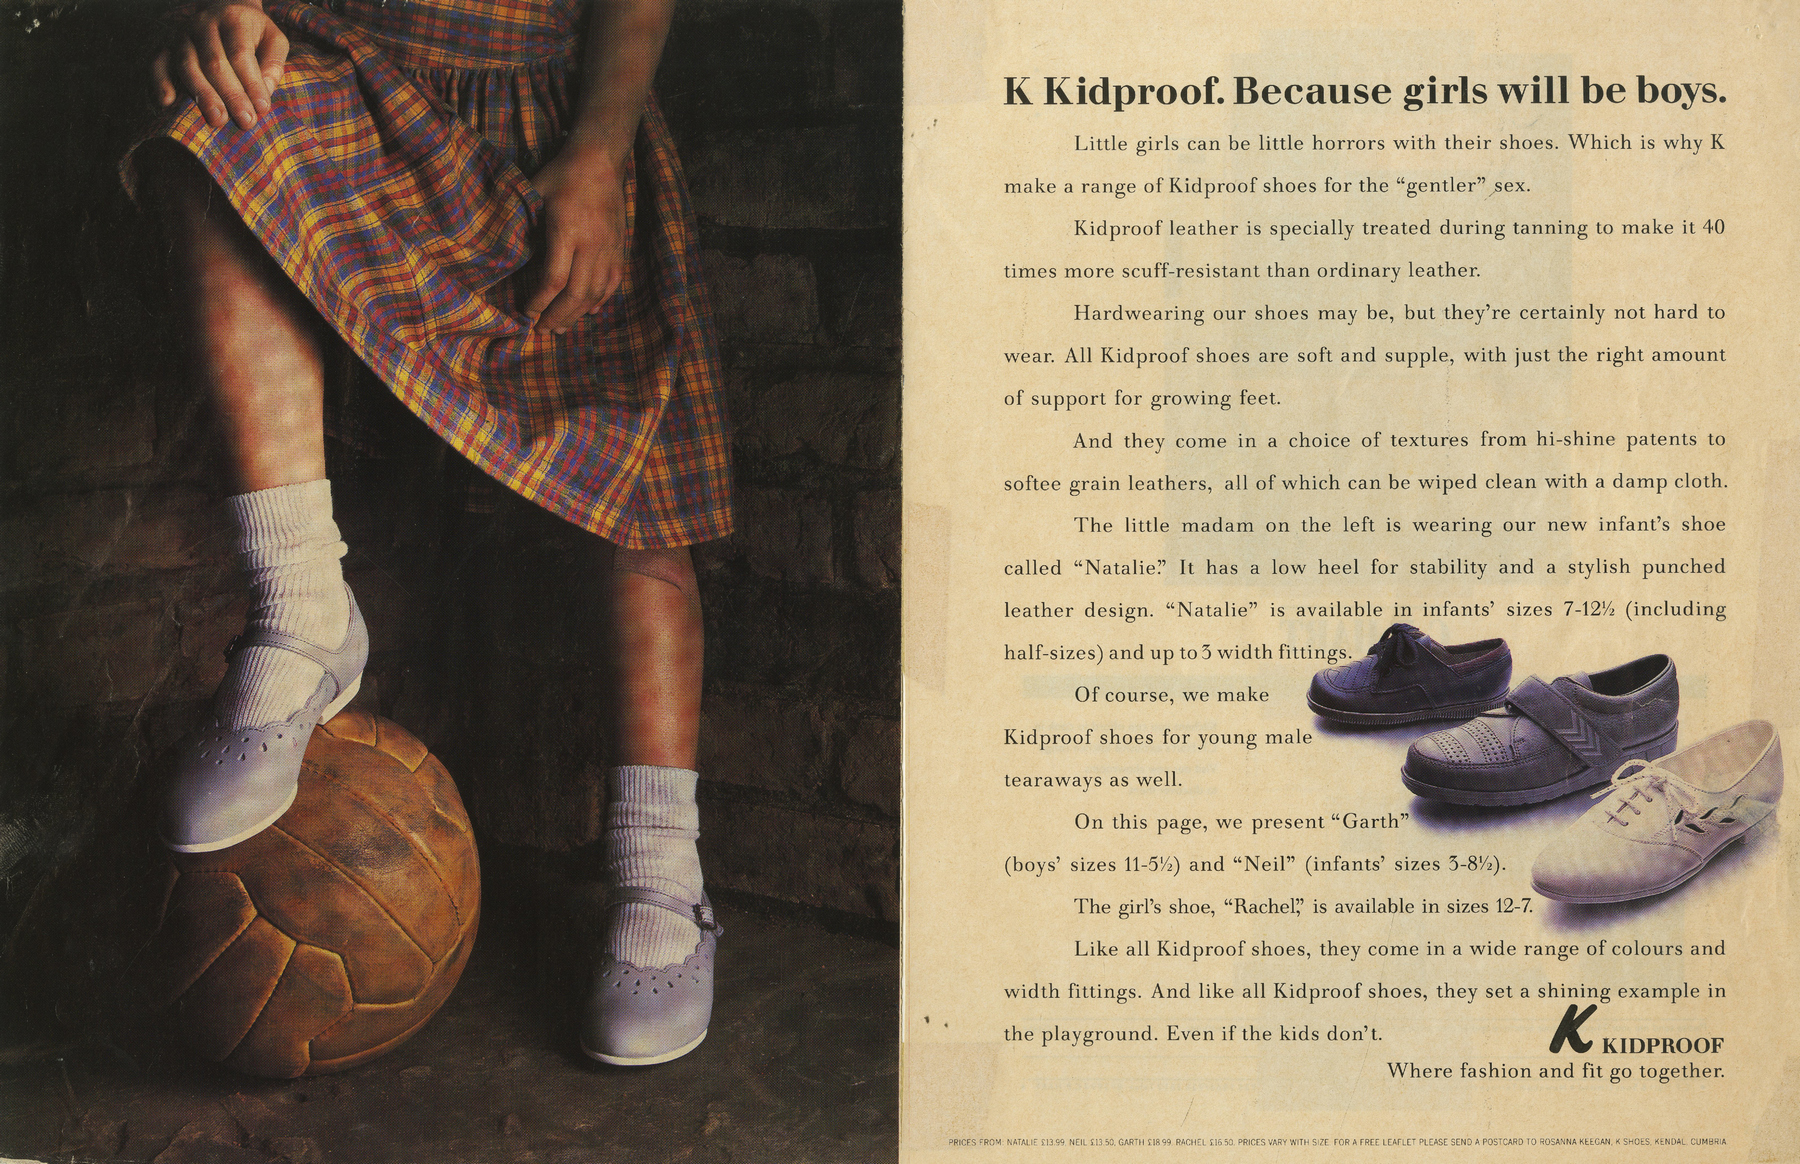 K Kidproof. Because girls will be boys.
Little girls can be little horrors with their shoes. Which is why K
make a range of Kidproof shoes for the “gentler” sex.
Kidproof leather is specially treated during tanning to make it 40
times more scuff-resistant than ordinary leather.
Hardwearing our shoes may be, but they’re certainly not hard to
wear. All Kidproof shoes are soft and supple, with just the right amount
of support for growing feet.
And they come in a choice of textures from hi-shine patents to
softee grain leathers, all of which can be wiped clean with a damp cloth.
The little madam on the left is wearing our new infant’s shoe
called “Natalie.” It has a low heel for stability and a stylish punched
leather design. “Natalie” is available in infants’ sizes 7-12½ (including
half-sizes) and up to 3 width fittings.
Of course, we make
Kidproof shoes for young male
tearaways as well.
On this page, we present “Garth”
(boys’ sizes 11-5½) and “Neil” (infants’ sizes 3-8½).
The girl’s shoe, “Rachel,” is available in sizes 12-7.
Like all Kidproof shoes, they come in a wide range of colours and
width fittings. And like all Kidproof shoes, they set a shining example in
the playground. Even if the kids don’t.
K KIDPROOF
Where fashion and fit go together.
PRICES FROM: NATALIE £13.99, NEIL £13.50, GARTH £18.99, RACHEL £16.50. PRICES VARY WITH SIZE. FOR A FREE LEAFLET PLEASE SEND A POSTCARD TO ROSANNA KEEGAN, K SHOES, KENDAL, CUMBRIA